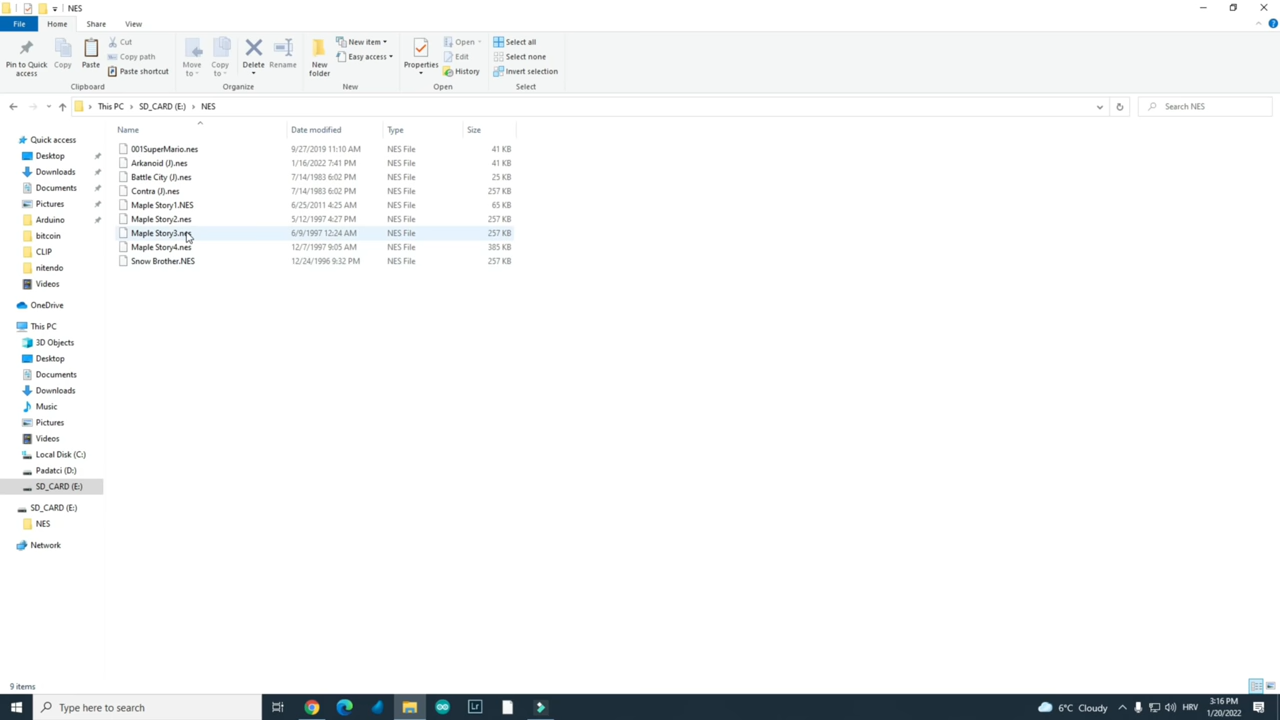 NES
File Home Share View
Pin to Quick access
Copy
Paste
Cut
Copy path
Paste shortcut
Clipboard
Move to
Copy to
Delete
Rename
Organize
New folder
New item
Easy access
New
Properties
Open
Edit
History
Open
Select all
Select none
Invert selection
Select
This PC > SD_CARD (E:) > NES
Search NES
Name Date modified Type Size
001SuperMario.nes 9/27/2019 11:10 AM NES File 41 KB
Arkanoid (J).nes 1/16/2022 7:41 PM NES File 41 KB
Battle City (J).nes 7/14/1983 6:02 PM NES File 25 KB
Contra (J).nes 7/14/1983 6:02 PM NES File 257 KB
Maple Story1.NES 6/25/2011 4:25 AM NES File 65 KB
Maple Story2.nes 5/12/1997 4:27 PM NES File 257 KB
Maple Story3.nes 6/9/1997 12:24 AM NES File 257 KB
Maple Story4.nes 12/7/1997 9:05 AM NES File 385 KB
Snow Brother.NES 12/24/1996 9:32 PM NES File 257 KB
Quick access
Desktop
Downloads
Documents
Pictures
Arduino
bitcoin
CLIP
nitendo
Videos
OneDrive
This PC
3D Objects
Desktop
Documents
Downloads
Music
Pictures
Videos
Local Disk (C:)
Padatci (D:)
SD_CARD (E:)
SD_CARD (E:)
NES
Network
9 items
Type here to search
Lr
6°C Cloudy
HRV
3:16 PM
1/20/2022